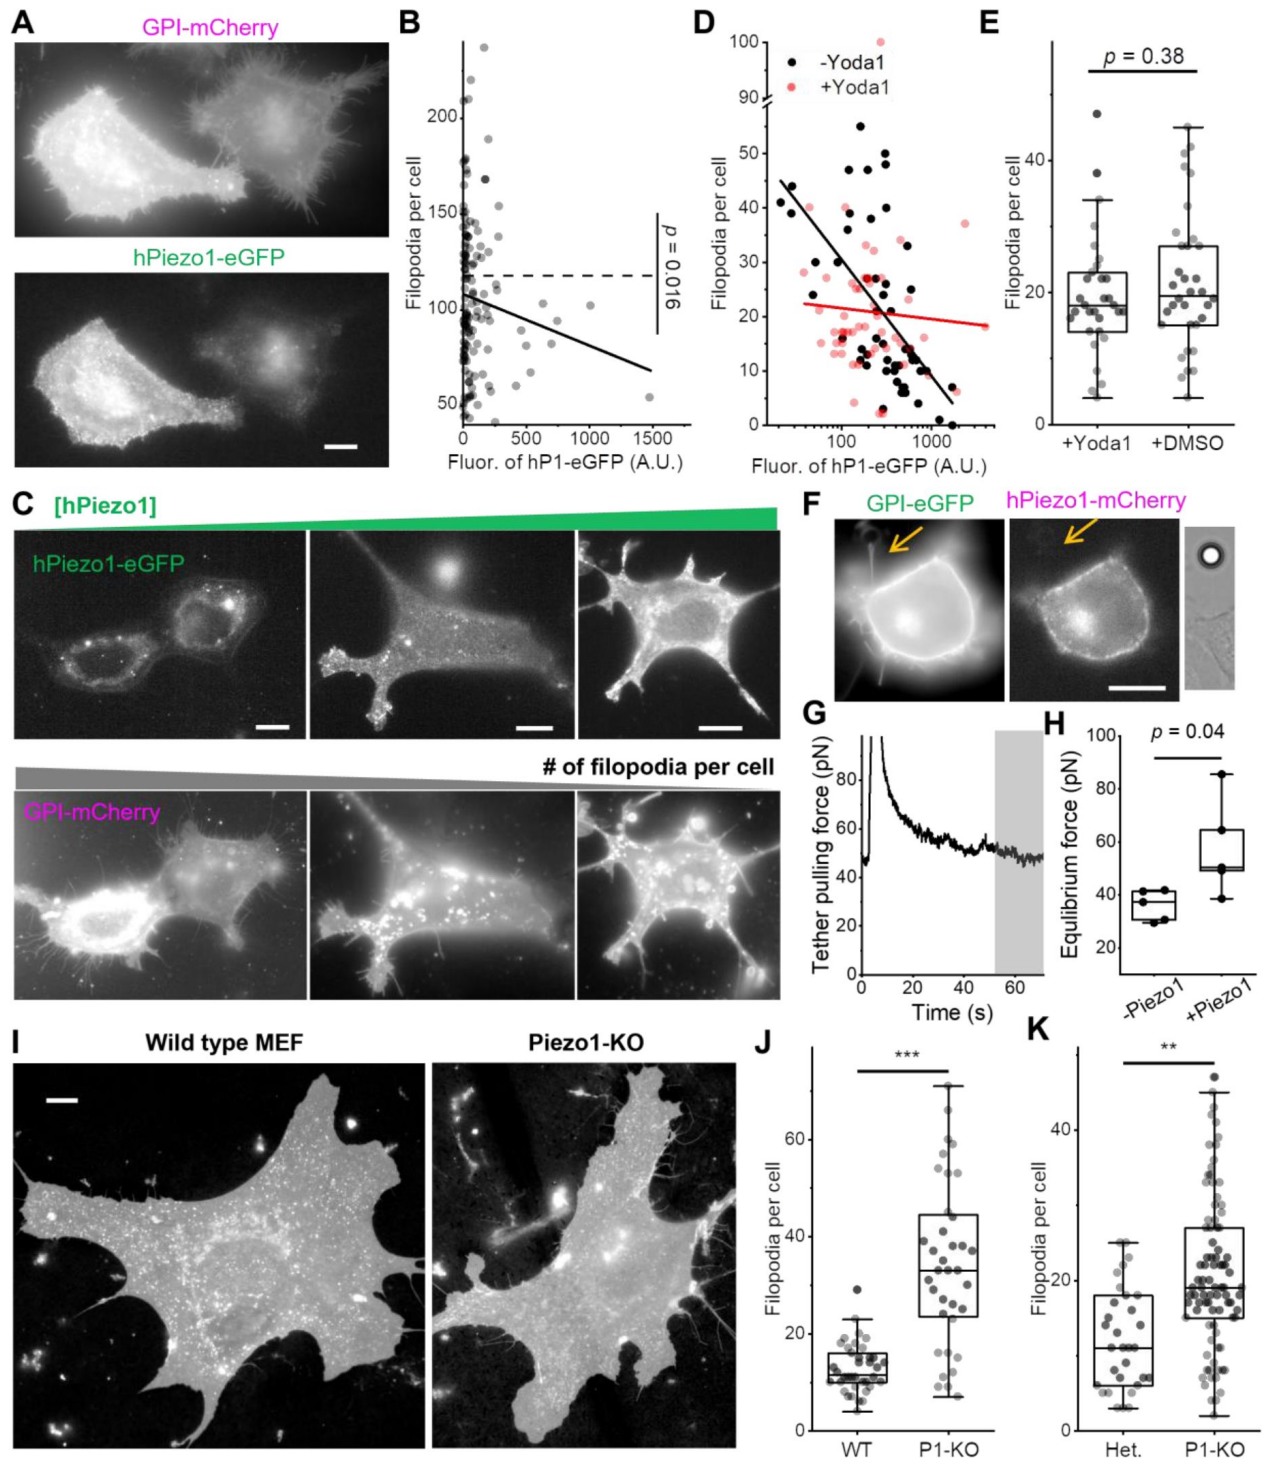 A
GPI-mCherry
hPiezo1-eGFP
B
Filopodia per cell
200
150
100
50
0
500
1000
1500
Fluor. of hP1-eGFP (A.U.)
p = 0.016
D
Filopodia per cell
-Yoda1
+Yoda1
100
90
50
40
30
20
10
0
100
1000
Fluor. of hP1-eGFP (A.U.)
E
p = 0.38
Filopodia per cell
40
20
0
+Yoda1
+DMSO
C
[hPiezo1]
hPiezo1-eGFP
# of filopodia per cell
GPI-mCherry
F
GPI-eGFP
hPiezo1-mCherry
G
Tether pulling force (pN)
80
60
40
20
0
0
20
40
60
Time (s)
H
p = 0.04
Equlibrium force (pN)
100
80
60
40
20
-Piezo1
+Piezo1
I
Wild type MEF
Piezo1-KO
J
***
Filopodia per cell
60
40
20
0
WT
P1-KO
K
**
Filopodia per cell
40
20
0
Het.
P1-KO